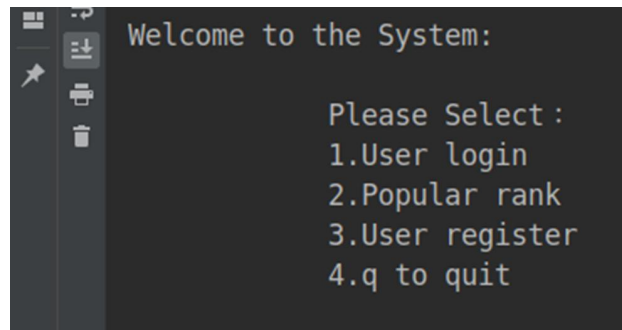 Welcome to the System:
Please Select：
1.User login
2.Popular rank
3.User register
4.q to quit